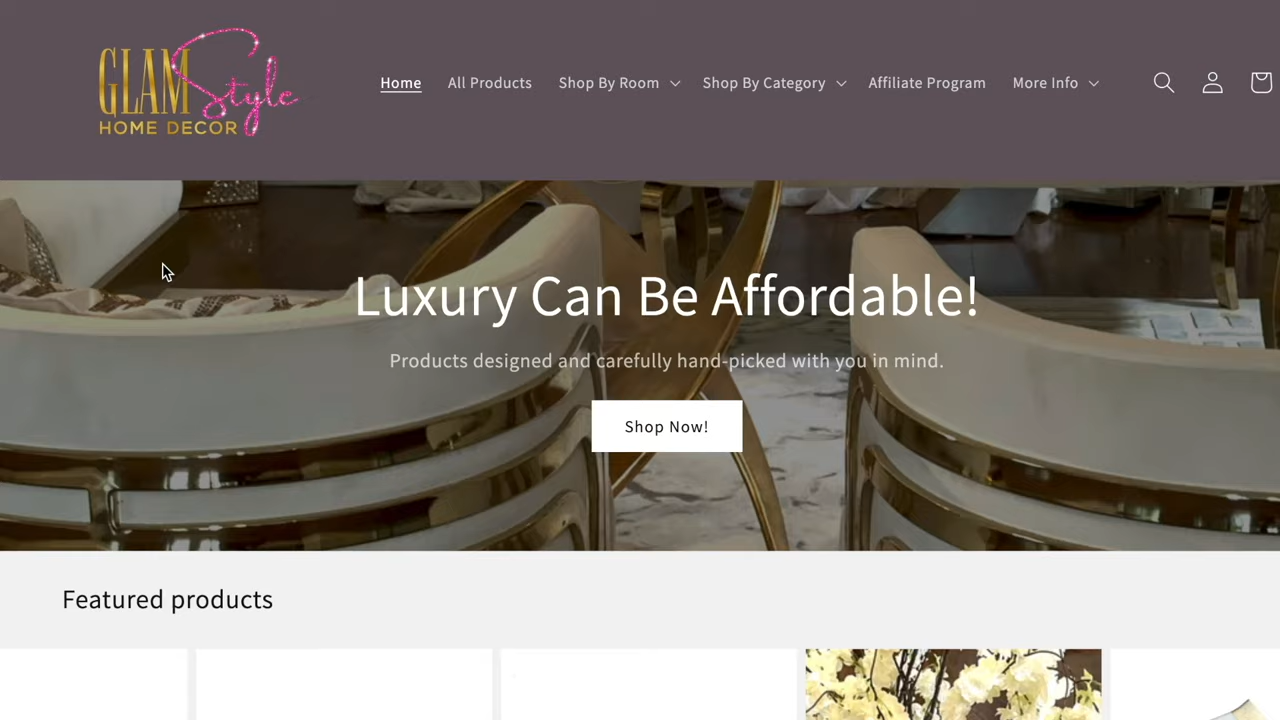 GLAM Style
HOME DECOR
Home
All Products
Shop By Room
Shop By Category
Affiliate Program
More Info
Luxury Can Be Affordable!
Products designed and carefully hand-picked with you in mind.
Shop Now!
Featured products